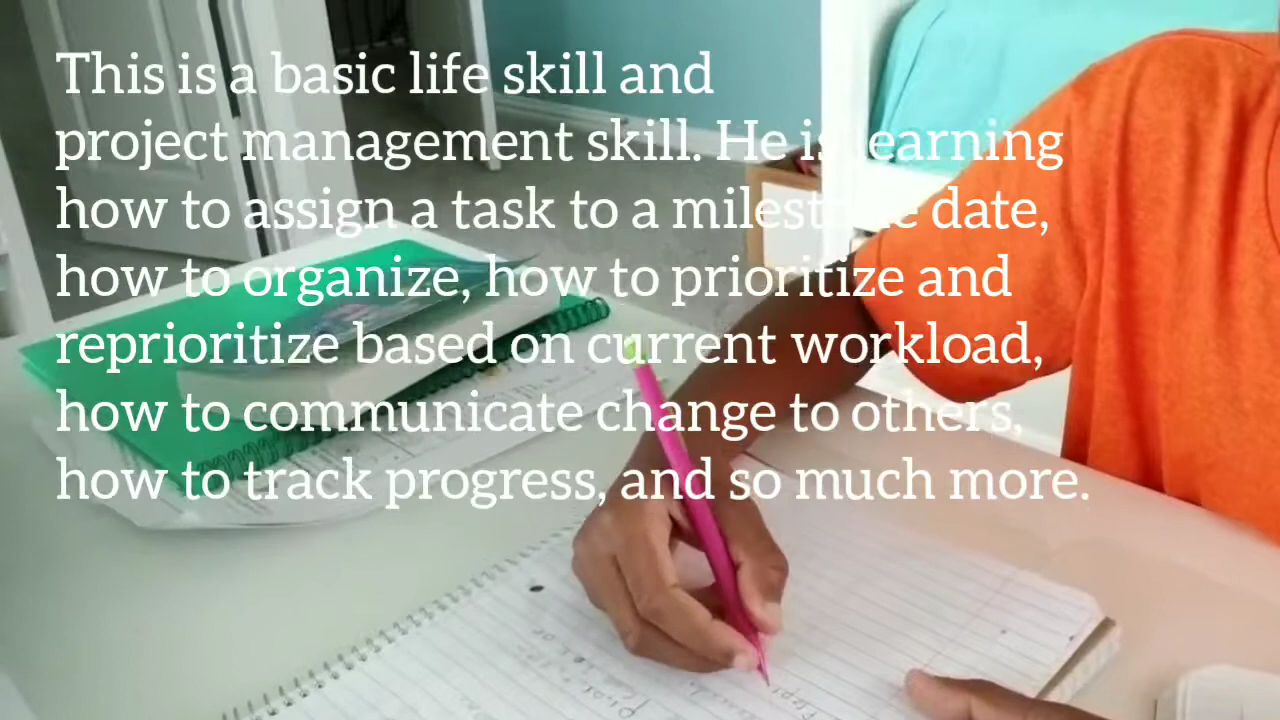 This is a basic life skill and
project management skill. He is learning
how to assign a task to a milestone date,
how to organize, how to prioritize and
reprioritize based on current workload,
how to communicate change to others,
how to track progress, and so much more.